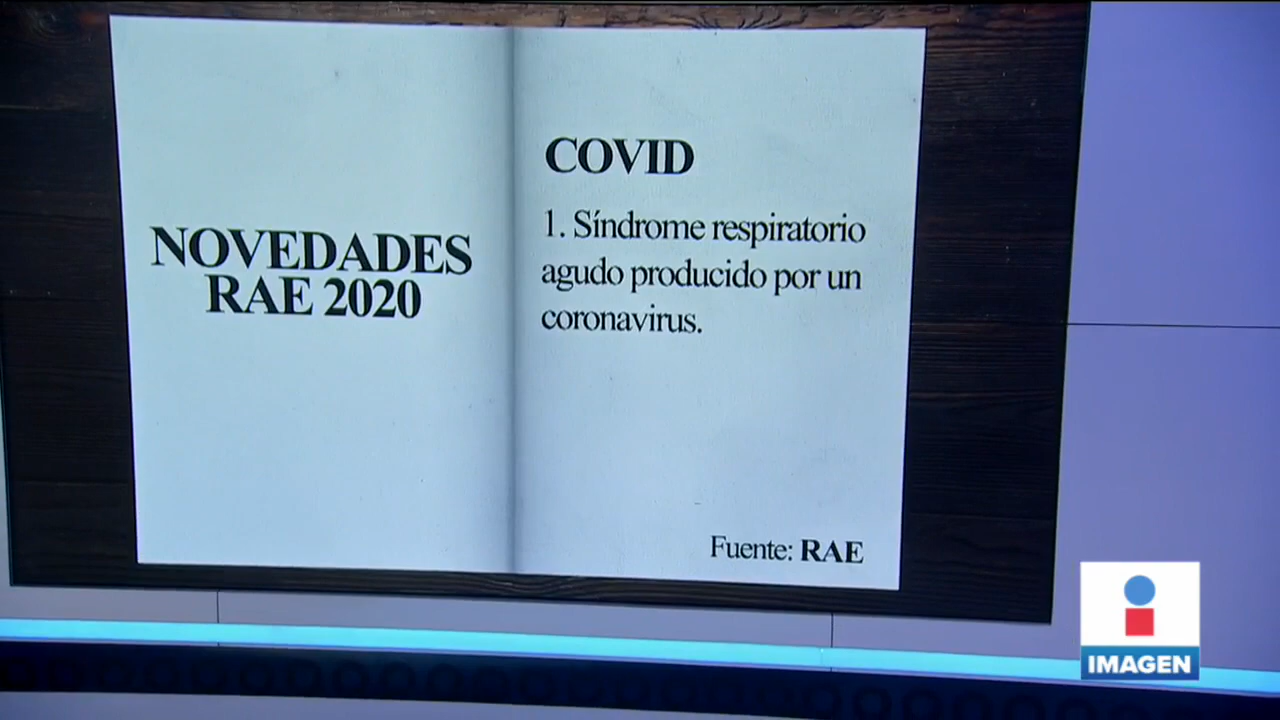 NOVEDADES
RAE 2020
COVID
1. Síndrome respiratorio
agudo producido por un
coronavirus.
Fuente: RAE
IMAGEN